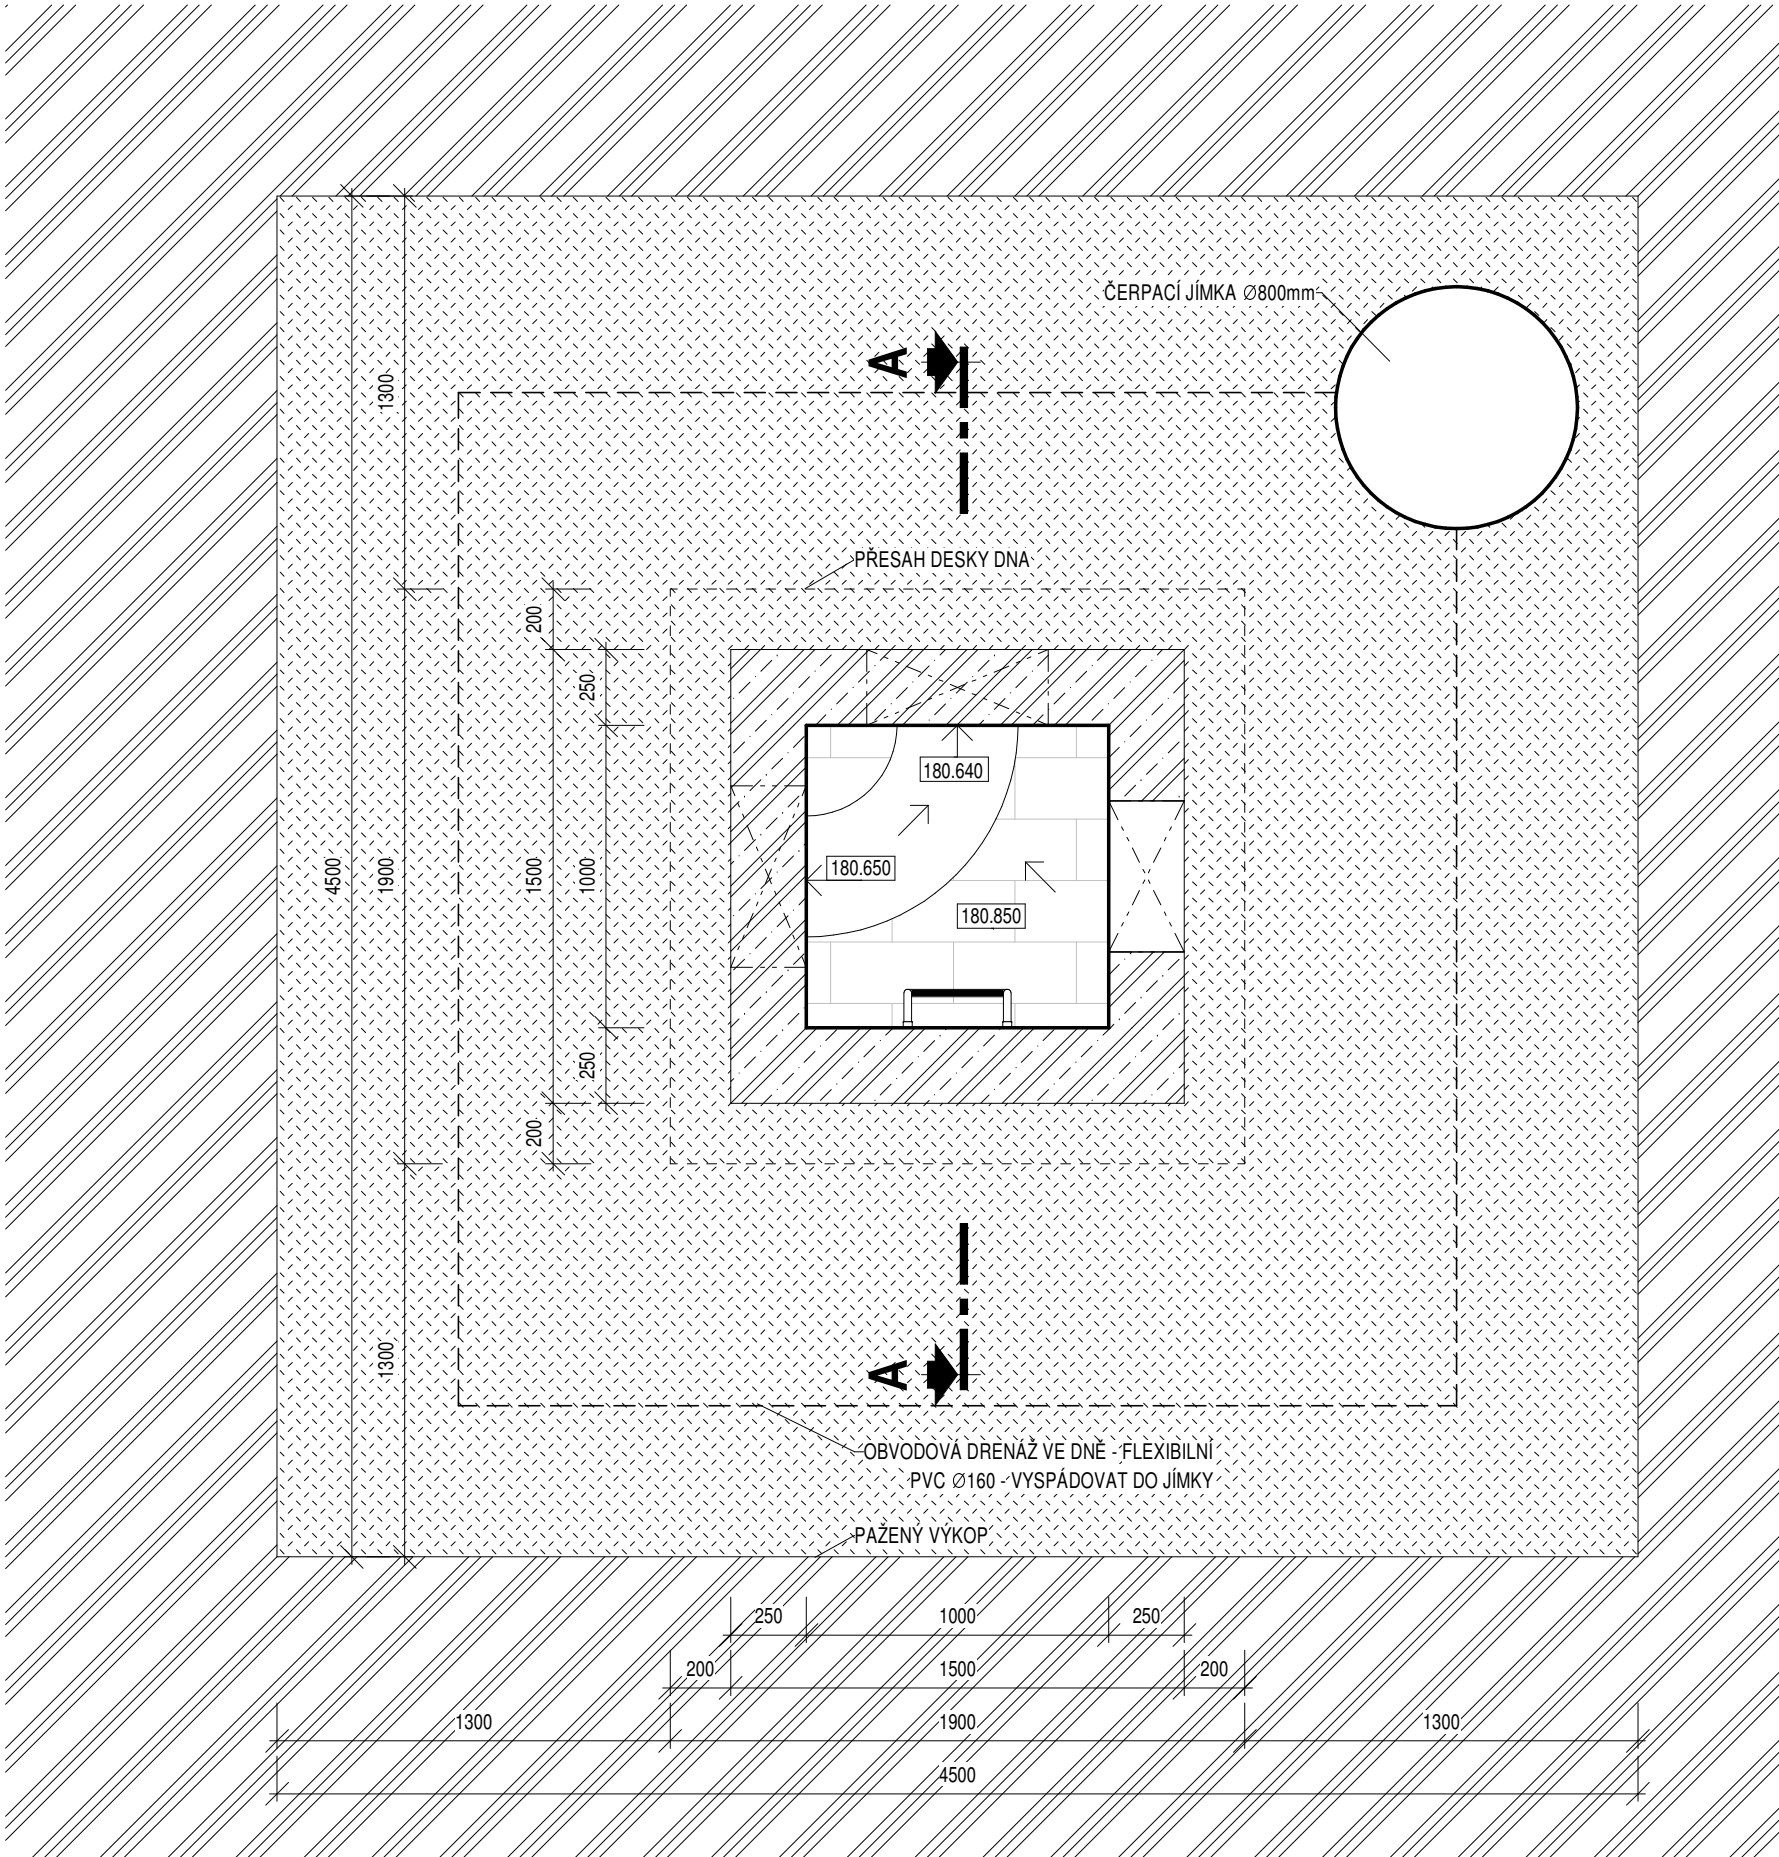 ČERPACÍ JÍMKA Ø800mm
A
1300
PŘESAH DESKY DNA
200
250
180.640
4500
1900
1500
1000
180.650
180.850
250
200
1300
A
OBVODOVÁ DRENÁŽ VE DNĚ - FLEXIBILNÍ
PVC Ø160 - VYSPÁDOVAT DO JÍMKY
PAŽENÝ VÝKOP
250 1000 250
200 1500 200
1300 1900 1300
4500